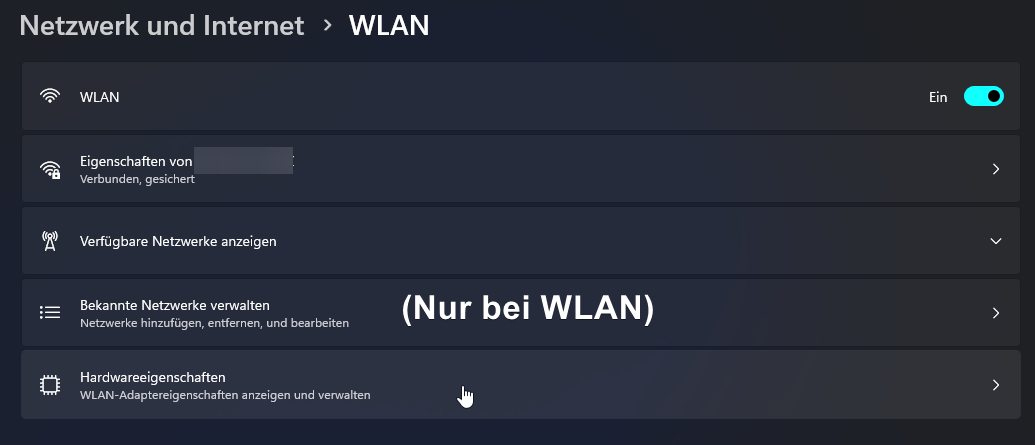 Netzwerk und Internet > WLAN
WLAN
Ein
Eigenschaften von
Verbunden, gesichert
Verfügbare Netzwerke anzeigen
Bekannte Netzwerke verwalten
Netzwerke hinzufügen, entfernen, und bearbeiten
(Nur bei WLAN)
Hardwareeigenschaften
WLAN-Adaptereigenschaften anzeigen und verwalten